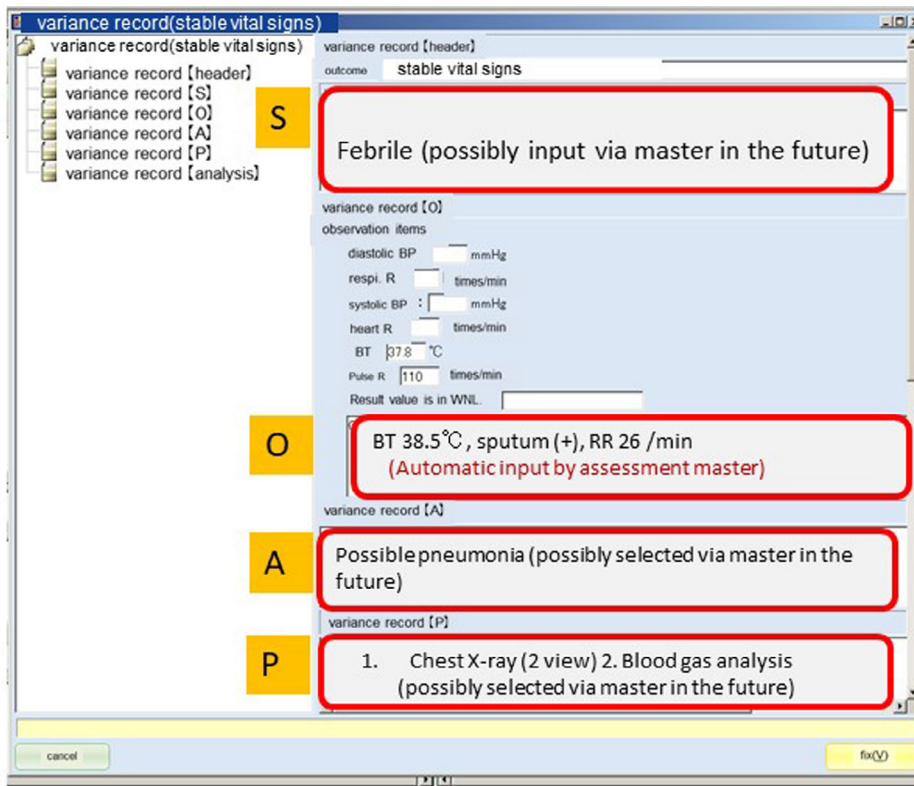 variance record(stable vital signs)
variance record(stable vital signs)
variance record【header】
variance record【S】
variance record【O】
variance record【A】
variance record【P】
variance record【analysis】
variance record【header】
outcome stable vital signs
S
Febrile (possibly input via master in the future)
variance record【O】
observation items
diastolic BP mmHg
respi. R times/min
systolic BP : mmHg
heart R times/min
BT 37.8 ℃
Pulse R 110 times/min
Result value is in WNL.
O
BT 38.5℃, sputum (+), RR 26 /min
(Automatic input by assessment master)
variance record【A】
A
Possible pneumonia (possibly selected via master in the
future)
variance record【P】
P
1. Chest X-ray (2 view) 2. Blood gas analysis
(possibly selected via master in the future)
cancel
fix(V)